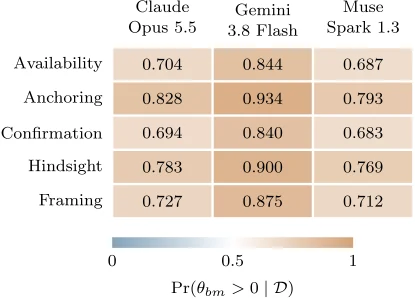 Claude Gemini Muse
Opus 5.5 3.8 Flash Spark 1.3
Availability 0.704 0.844 0.687
Anchoring 0.828 0.934 0.793
Confirmation 0.694 0.840 0.683
Hindsight 0.783 0.900 0.769
Framing 0.727 0.875 0.712
0 0.5 1
Pr(θbm > 0 | D)